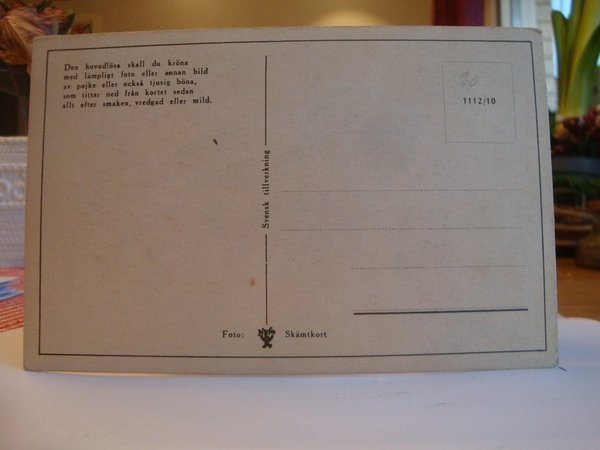 Den huvudlösa skall du kröna
med lämpligt foto eller annan bild
av pojke eller också tjusig böna,
som tittar ned från kortet sedan
allt efter smaken, vredgad eller mild.
1112/10
Svensk tillverkning
Foto:
Skämtkort